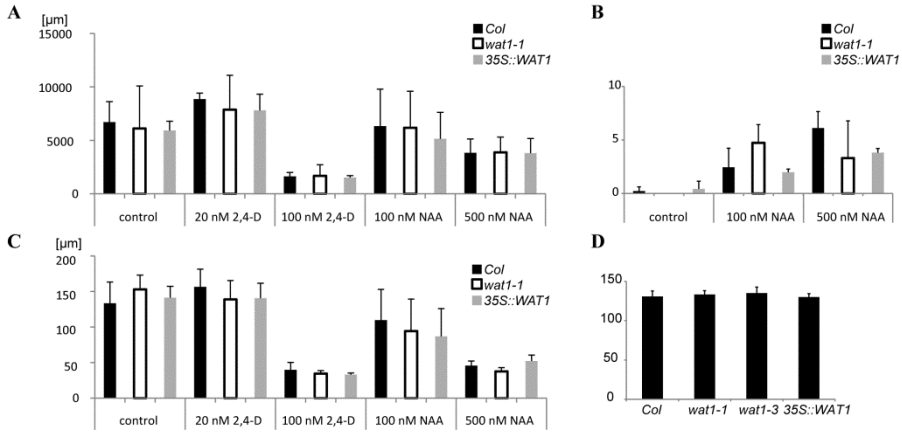 A
[µm]
Col
wat1-1
35S::WAT1
15000
10000
5000
0
control 20 nM 2,4-D 100 nM 2,4-D 100 nM NAA 500 nM NAA
B
Col
wat1-1
35S::WAT1
10
5
0
control 100 nM NAA 500 nM NAA
C
[µm]
Col
wat1-1
35S::WAT1
200
150
100
50
0
control 20 nM 2,4-D 100 nM 2,4-D 100 nM NAA 500 nM NAA
D
150
100
50
0
Col wat1-1 wat1-3 35S::WAT1